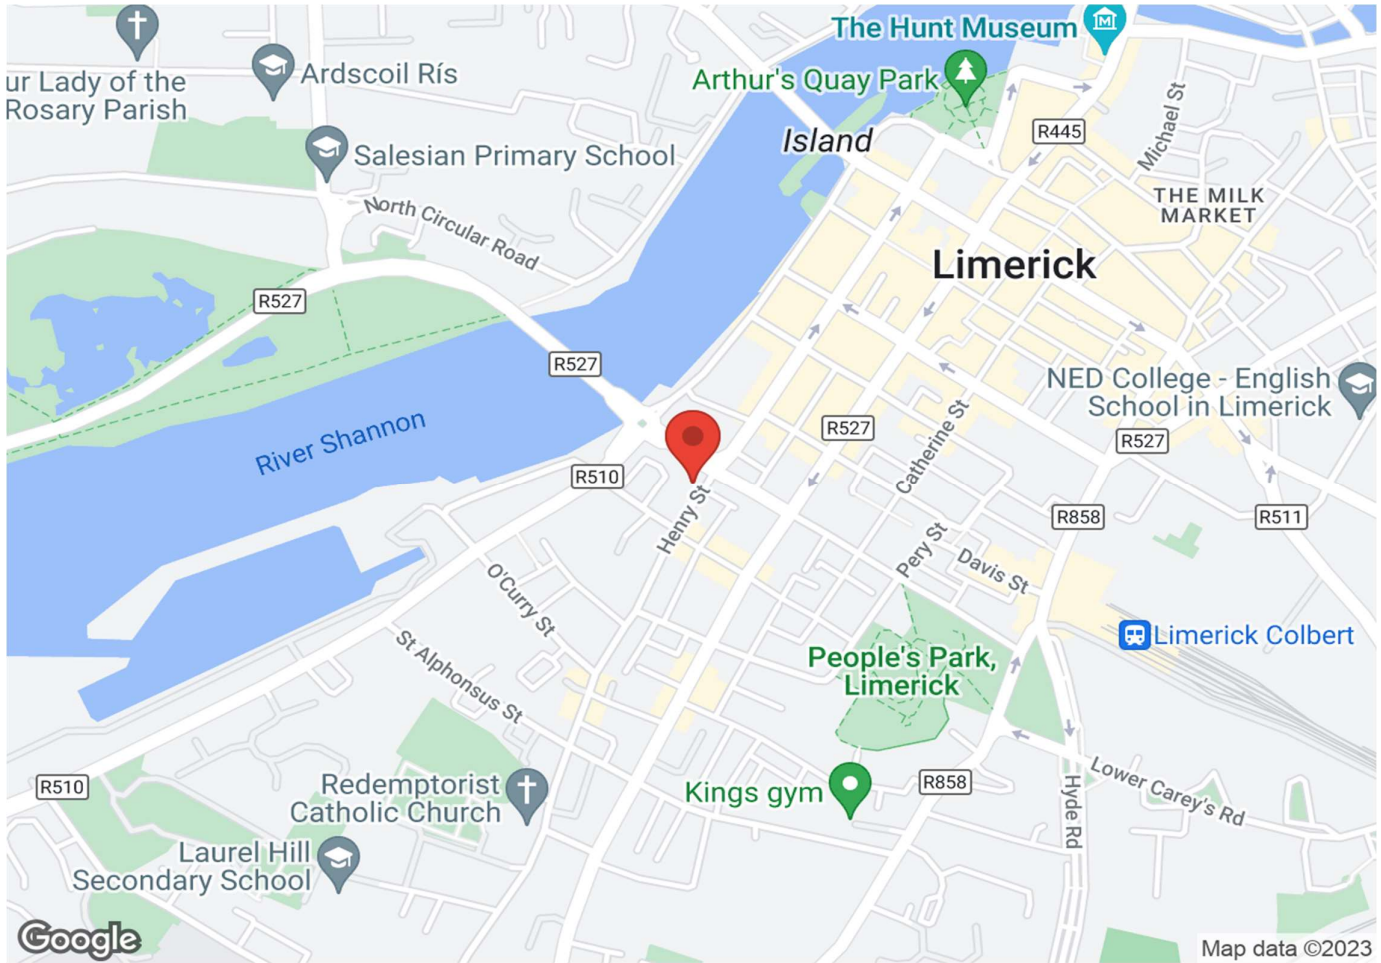 The Hunt Museum
Arthur's Quay Park
ur Lady of the
Rosary Parish
Ardscoil Rís
Salesian Primary School
Island
R445
Michael St
THE MILK
MARKET
North Circular Road
Limerick
R527
R527
NED College - English
School in Limerick
River Shannon
R527
Catherine St
R527
R510
Henry St
R858
R511
Pery St
Davis St
O'Curry St
Limerick Colbert
People's Park,
Limerick
St Alphonsus St
R510
Redemptorist
Catholic Church
Kings gym
R858
Hyde Rd
Lower Carey's Rd
Laurel Hill
Secondary School
Google
Map data ©2023